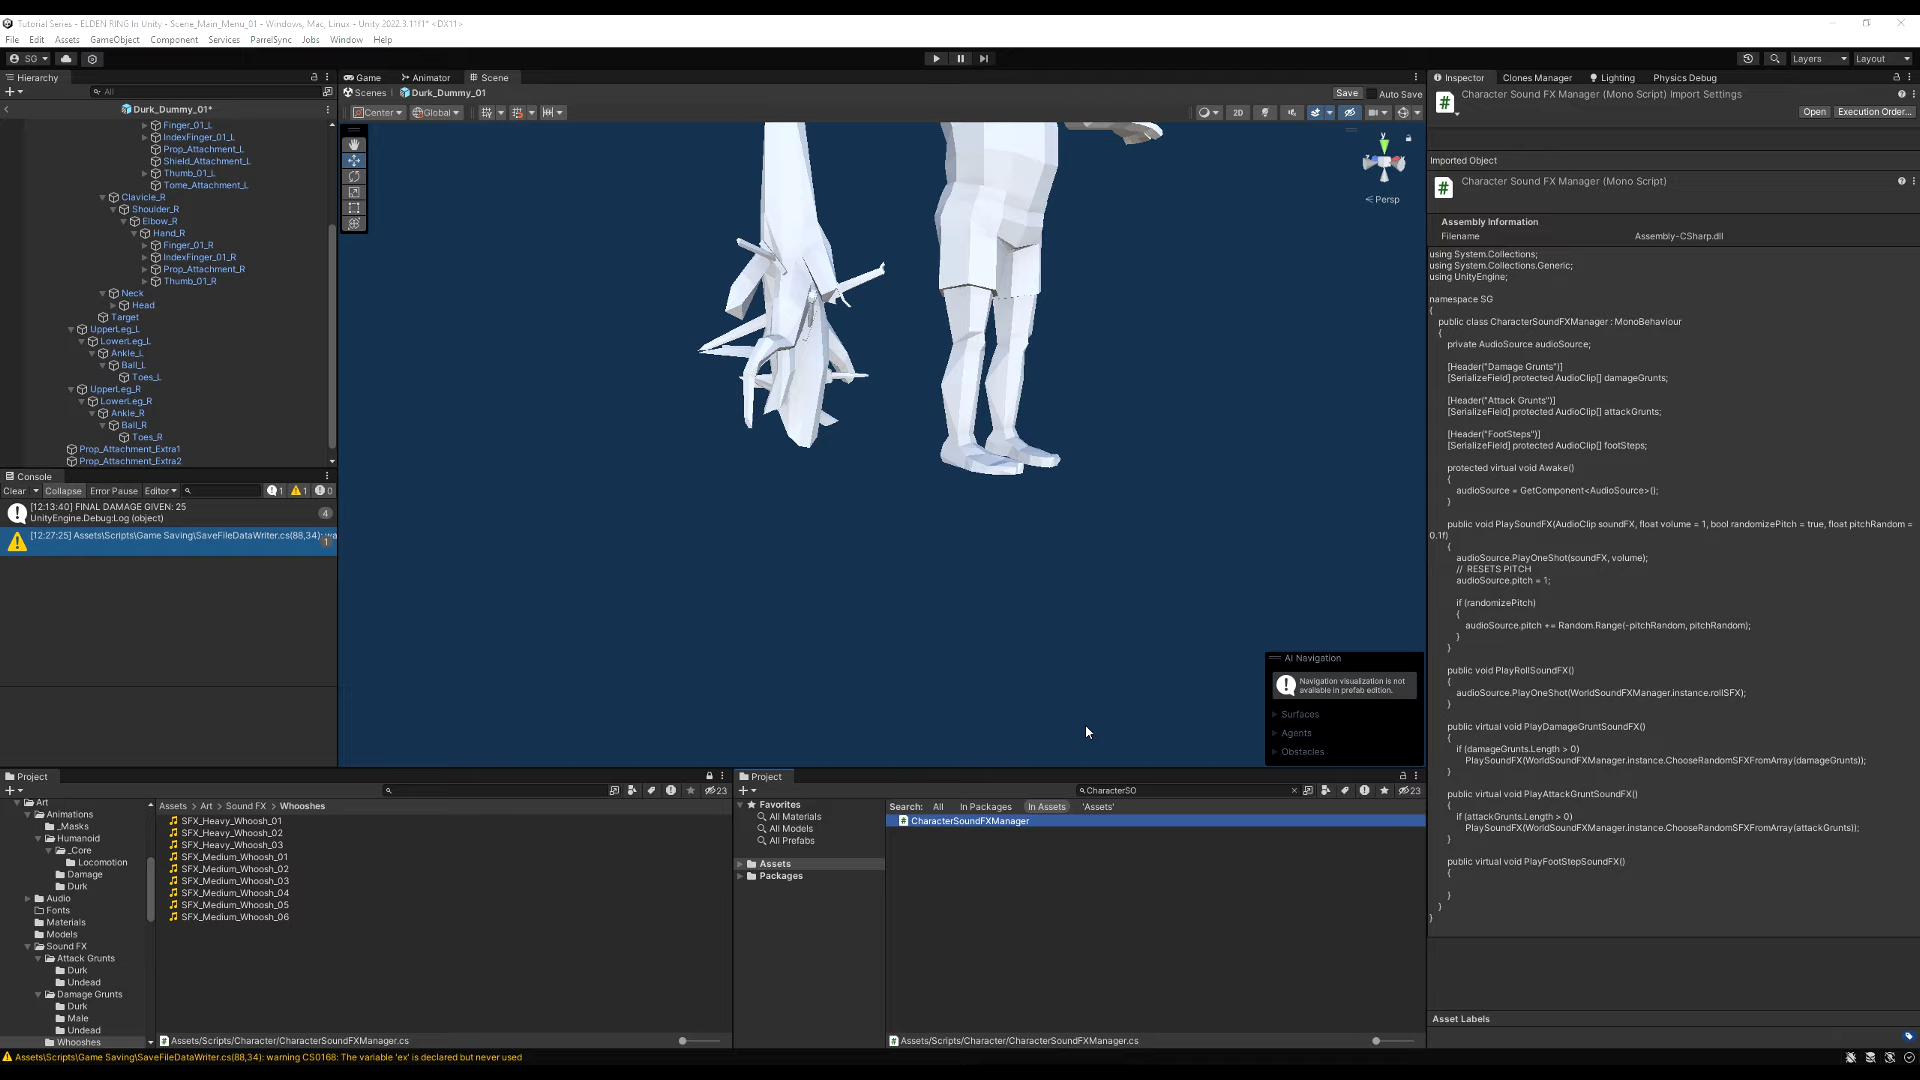 Tutorial Series - ELDEN RING In Unity - Scene_Main_Menu_01 - Windows, Mac, Linux - Unity 2022.3.11f1* <DX11>
File Edit Assets GameObject Component Services ParrelSync Jobs Window Help
SG
Layers
Layout
Hierarchy
All
Durk_Dummy_01*
Finger_01_L
IndexFinger_01_L
Prop_Attachment_L
Shield_Attachment_L
Thumb_01_L
Tome_Attachment_L
Clavicle_R
Shoulder_R
Elbow_R
Hand_R
Finger_01_R
IndexFinger_01_R
Prop_Attachment_R
Thumb_01_R
Neck
Head
Target
UpperLeg_L
LowerLeg_L
Ankle_L
Ball_L
Toes_L
UpperLeg_R
LowerLeg_R
Ankle_R
Ball_R
Toes_R
Prop_Attachment_Extra1
Prop_Attachment_Extra2
Console
Clear Collapse Error Pause Editor 1 1 0
[12:13:40] FINAL DAMAGE GIVEN: 25
UnityEngine.Debug:Log (object)
4
[12:27:25] Assets\Scripts\Game Saving\SaveFileDataWriter.cs(88,34): wa
1
Game Animator Scene
Scenes Durk_Dummy_01 Save Auto Save
Center Global 2D
y
Persp
AI Navigation
Navigation visualization is not
available in prefab edition.
Surfaces
Agents
Obstacles
Inspector Clones Manager Lighting Physics Debug
Character Sound FX Manager (Mono Script) Import Settings
Open Execution Order...
Imported Object
Character Sound FX Manager (Mono Script)
Assembly Information
Filename Assembly-CSharp.dll
using System.Collections;
using System.Collections.Generic;
using UnityEngine;
namespace SG
{
public class CharacterSoundFXManager : MonoBehaviour
{
private AudioSource audioSource;
[Header("Damage Grunts")]
[SerializeField] protected AudioClip[] damageGrunts;
[Header("Attack Grunts")]
[SerializeField] protected AudioClip[] attackGrunts;
[Header("FootSteps")]
[SerializeField] protected AudioClip[] footSteps;
protected virtual void Awake()
{
audioSource = GetComponent<AudioSource>();
}
public void PlaySoundFX(AudioClip soundFX, float volume = 1, bool randomizePitch = true, float pitchRandom =
0.1f)
{
audioSource.PlayOneShot(soundFX, volume);
// RESETS PITCH
audioSource.pitch = 1;
if (randomizePitch)
{
audioSource.pitch += Random.Range(-pitchRandom, pitchRandom);
}
}
public void PlayRollSoundFX()
{
audioSource.PlayOneShot(WorldSoundFXManager.instance.rollSFX);
}
public virtual void PlayDamageGruntSoundFX()
{
if (damageGrunts.Length > 0)
PlaySoundFX(WorldSoundFXManager.instance.ChooseRandomSFXFromArray(damageGrunts));
}
public virtual void PlayAttackGruntSoundFX()
{
if (attackGrunts.Length > 0)
PlaySoundFX(WorldSoundFXManager.instance.ChooseRandomSFXFromArray(attackGrunts));
}
public virtual void PlayFootStepSoundFX()
{
}
}
}
Asset Labels
Project
23
Art
Animations
_Masks
Humanoid
_Core
Locomotion
Damage
Durk
Audio
Fonts
Materials
Models
Sound FX
Attack Grunts
Durk
Undead
Damage Grunts
Durk
Male
Undead
Whooshes
Assets > Art > Sound FX > Whooshes
SFX_Heavy_Whoosh_01
SFX_Heavy_Whoosh_02
SFX_Heavy_Whoosh_03
SFX_Medium_Whoosh_01
SFX_Medium_Whoosh_02
SFX_Medium_Whoosh_03
SFX_Medium_Whoosh_04
SFX_Medium_Whoosh_05
SFX_Medium_Whoosh_06
Assets/Scripts/Character/CharacterSoundFXManager.cs
Project
CharacterSO
23
Favorites
All Materials
All Models
All Prefabs
Assets
Packages
Search: All In Packages In Assets 'Assets'
CharacterSoundFXManager
Assets/Scripts/Character/CharacterSoundFXManager.cs
Assets\Scripts\Game Saving\SaveFileDataWriter.cs(88,34): warning CS0168: The variable 'ex' is declared but never used